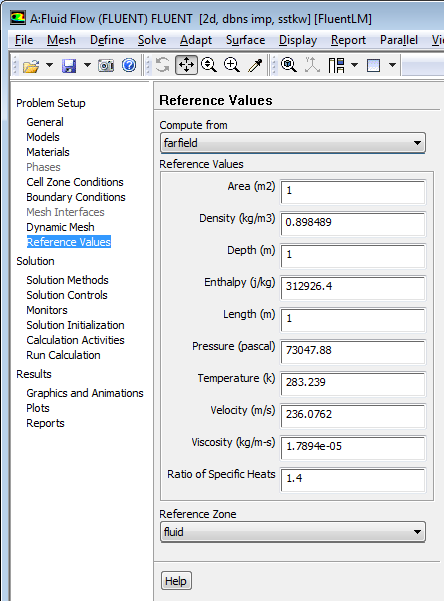 A:Fluid Flow (FLUENT) FLUENT [2d, dbns imp, sstkw] [FluentLM]
File Mesh Define Solve Adapt Surface Display Report Parallel Vi
Problem Setup
General
Models
Materials
Phases
Cell Zone Conditions
Boundary Conditions
Mesh Interfaces
Dynamic Mesh
Reference Values
Solution
Solution Methods
Solution Controls
Monitors
Solution Initialization
Calculation Activities
Run Calculation
Results
Graphics and Animations
Plots
Reports
Reference Values
Compute from
farfield
Reference Values
Area (m2) 1
Density (kg/m3) 0.898489
Depth (m) 1
Enthalpy (j/kg) 312926.4
Length (m) 1
Pressure (pascal) 73047.88
Temperature (k) 283.239
Velocity (m/s) 236.0762
Viscosity (kg/m-s) 1.7894e-05
Ratio of Specific Heats 1.4
Reference Zone
fluid
Help